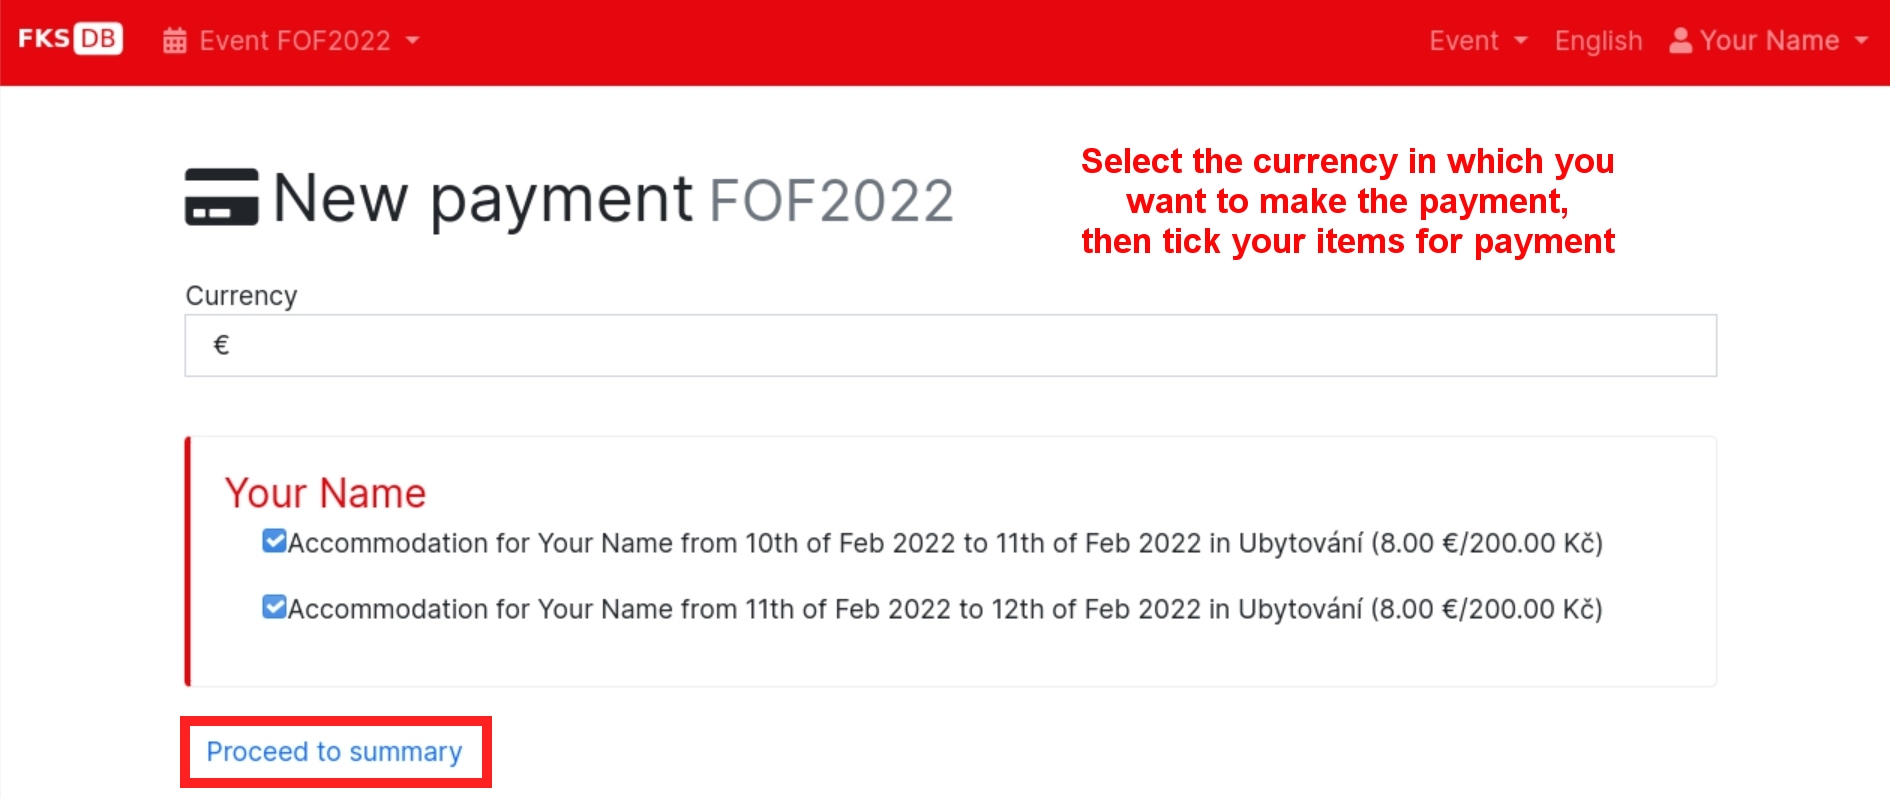 FKSDB Event FOF2022 Event English Your Name
New payment FOF2022
Select the currency in which you
want to make the payment,
then tick your items for payment
Currency
€
Your Name
Accommodation for Your Name from 10th of Feb 2022 to 11th of Feb 2022 in Ubytování (8.00 €/200.00 Kč)
Accommodation for Your Name from 11th of Feb 2022 to 12th of Feb 2022 in Ubytování (8.00 €/200.00 Kč)
Proceed to summary